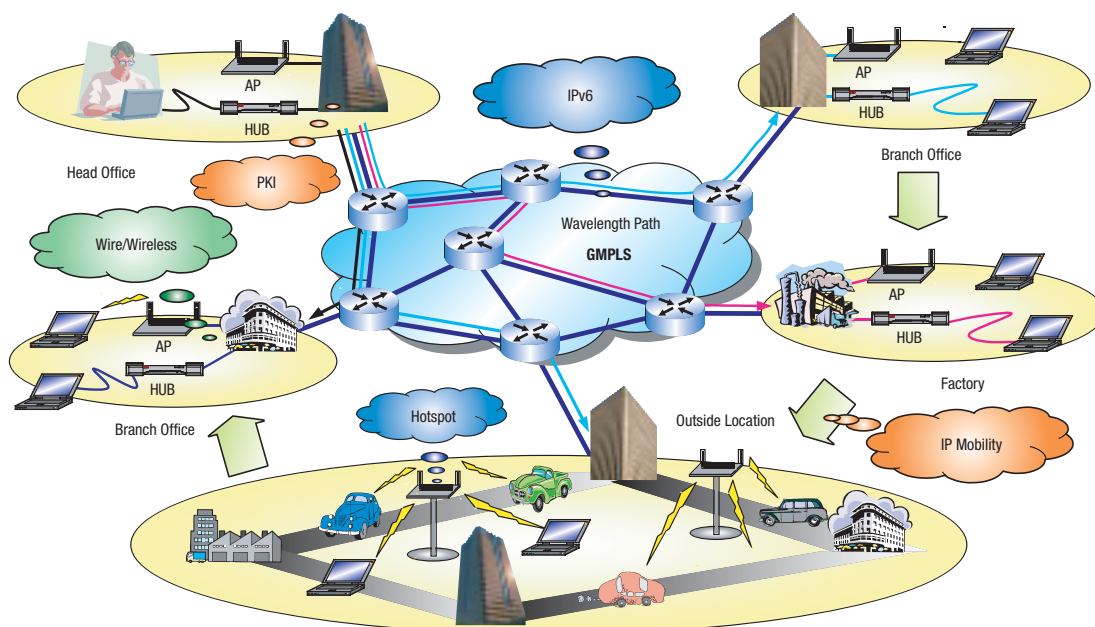 AP
HUB
Head Office
PKI
IPv6
AP
HUB
Branch Office
Wire/Wireless
Wavelength Path
GMPLS
AP
HUB
Branch Office
AP
HUB
Factory
Hotspot
Outside Location
IP Mobility